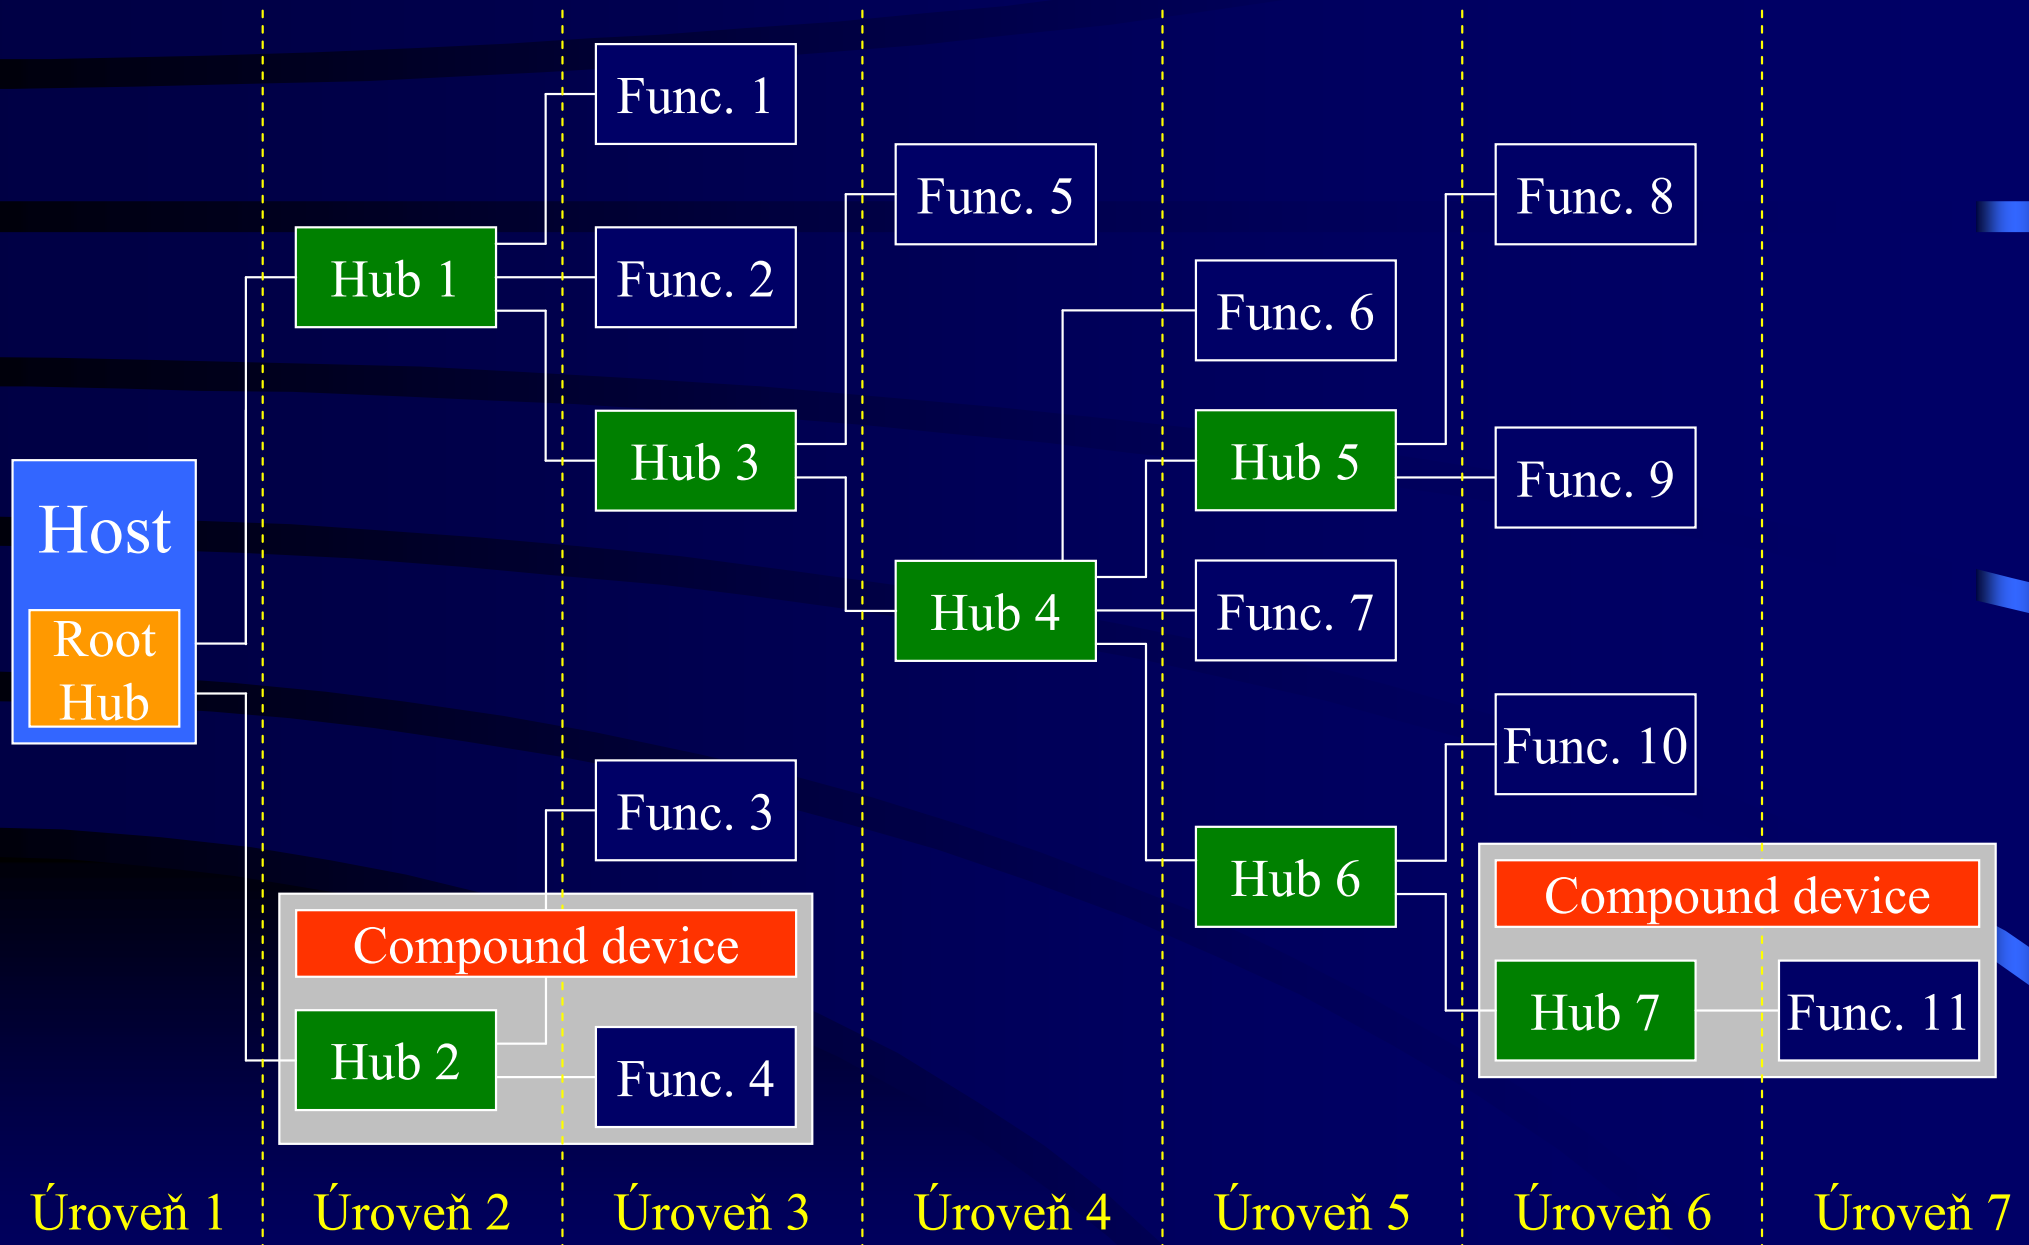 Func. 1
Func. 5
Func. 8
Hub 1
Func. 2
Func. 6
Hub 3
Hub 5
Func. 9
Host
Root
Hub
Hub 4
Func. 7
Func. 10
Func. 3
Hub 6
Compound device
Compound device
Hub 7
Func. 11
Hub 2
Func. 4
Úroveň 1
Úroveň 2
Úroveň 3
Úroveň 4
Úroveň 5
Úroveň 6
Úroveň 7